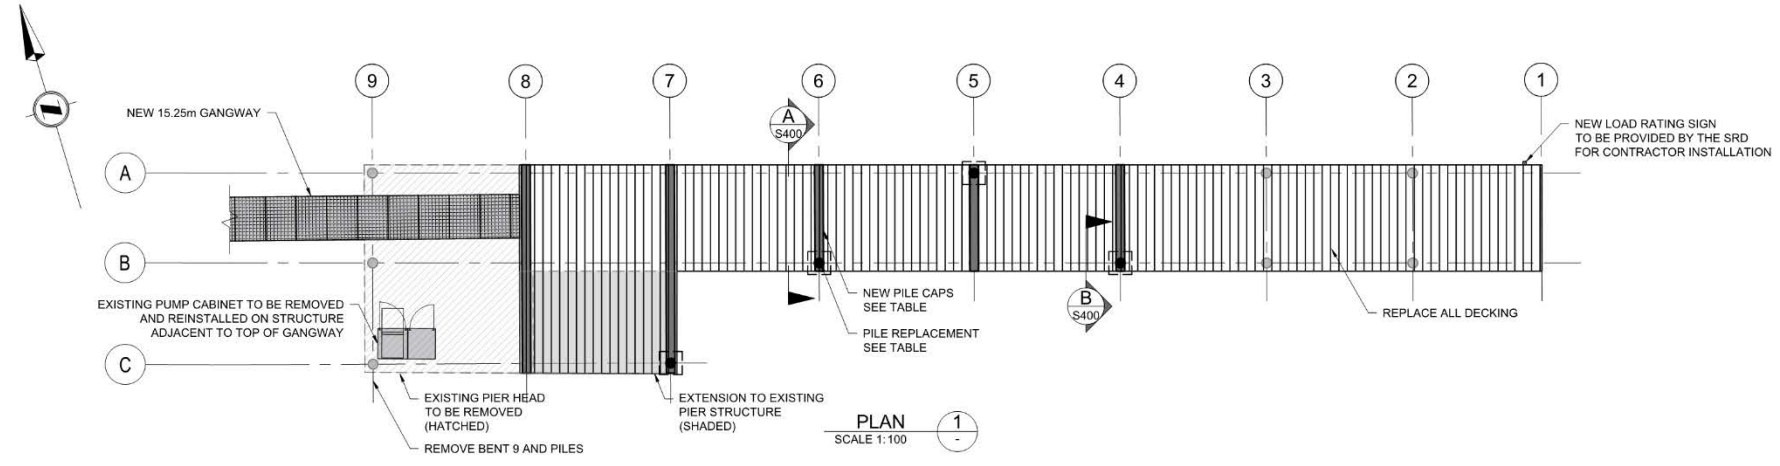 9
8
7
6
5
4
3
2
1
NEW 15.25m GANGWAY
A
S400
NEW LOAD RATING SIGN
TO BE PROVIDED BY THE SRD
FOR CONTRACTOR INSTALLATION
A
B
EXISTING PUMP CABINET TO BE REMOVED
AND REINSTALLED ON STRUCTURE
ADJACENT TO TOP OF GANGWAY
NEW PILE CAPS
SEE TABLE
B
S400
REPLACE ALL DECKING
PILE REPLACEMENT
SEE TABLE
C
EXISTING PIER HEAD
TO BE REMOVED
(HATCHED)
EXTENSION TO EXISTING
PIER STRUCTURE
(SHADED)
REMOVE BENT 9 AND PILES
PLAN
SCALE 1:100
1
-